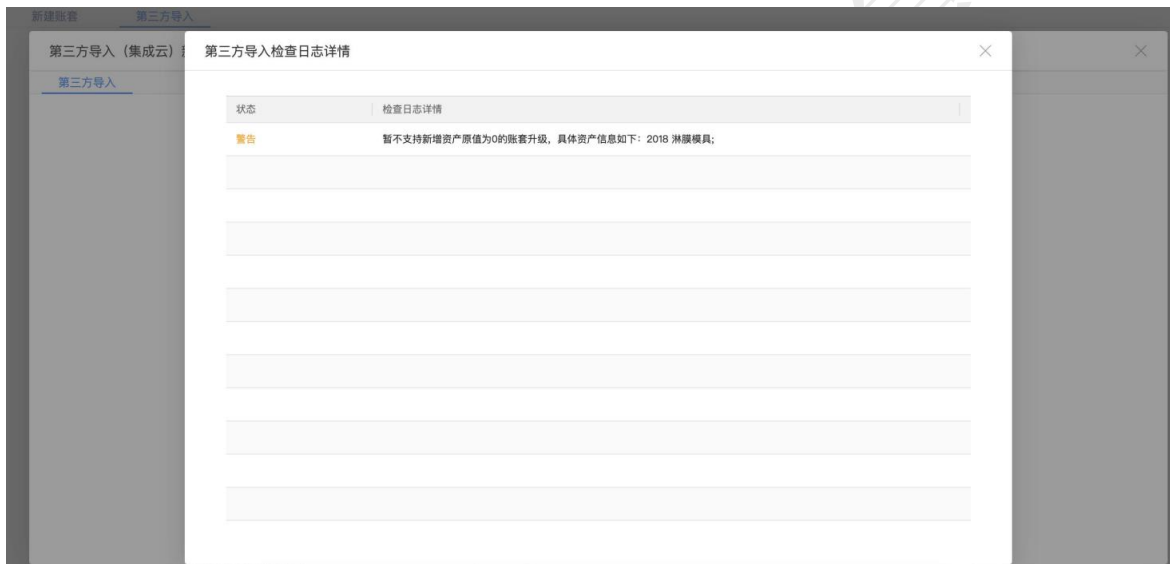 新建账套 第三方导入
第三方导入（集成云）
第三方导入检查日志详情
第三方导入
状态 检查日志详情
警告 暂不支持新增资产原值为0的账套升级，具体资产信息如下：2018 淋膜模具;